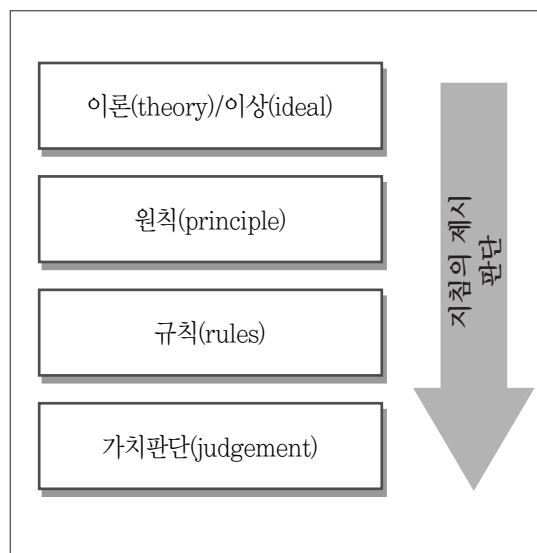 이론(theory)/이상(ideal)
원칙(principle)
규칙(rules)
가치판단(judgement)
지침의 제시
판단